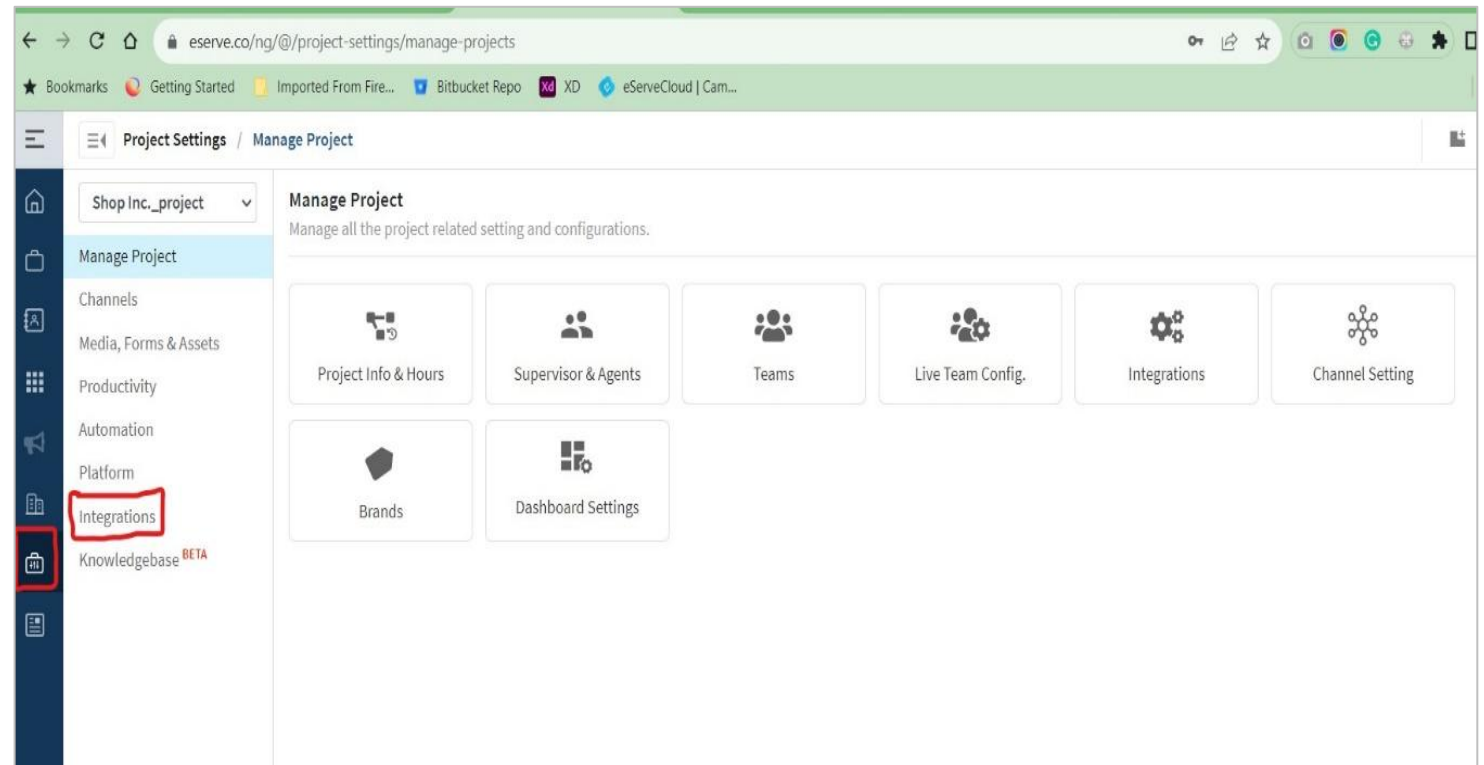 eserve.co/ng/@/project-settings/manage-projects
Bookmarks Getting Started Imported From Fire... Bitbucket Repo Xd XD eServeCloud | Cam...
Project Settings / Manage Project
Shop Inc._project
Manage Project
Channels
Media, Forms & Assets
Productivity
Automation
Platform
Integrations
Knowledgebase BETA
Manage Project
Manage all the project related setting and configurations.
Project Info & Hours Supervisor & Agents Teams Live Team Config. Integrations Channel Setting
Brands Dashboard Settings